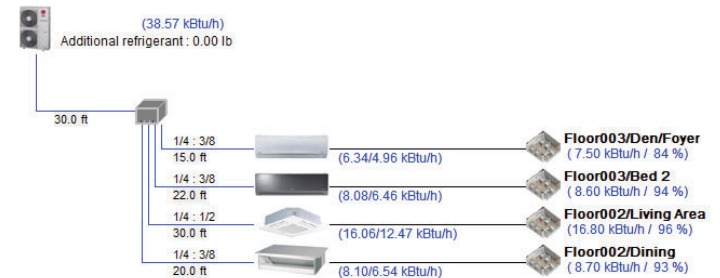 (38.57 kBtu/h)
Additional refrigerant : 0.00 lb
30.0 ft
1/4 : 3/8
15.0 ft
(6.34/4.96 kBtu/h)
Floor003/Den/Foyer
( 7.50 kBtu/h / 84 %)
1/4 : 3/8
22.0 ft
(8.08/6.46 kBtu/h)
Floor003/Bed 2
( 8.60 kBtu/h / 94 %)
1/4 : 1/2
30.0 ft
(16.06/12.47 kBtu/h)
Floor002/Living Area
(16.80 kBtu/h / 96 %)
1/4 : 3/8
20.0 ft
(8.10/6.54 kBtu/h)
Floor002/Dining
( 8.70 kBtu/h / 93 %)